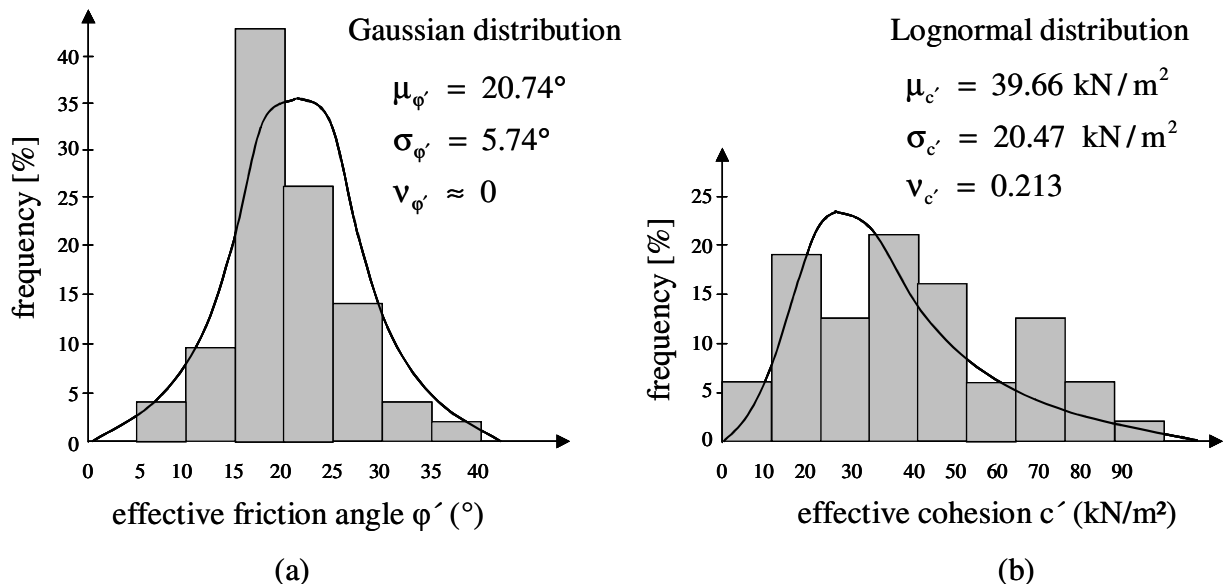 Gaussian distribution
μφ′ = 20.74°
σφ′ = 5.74°
νφ′ ≈ 0
frequency [%]
40
35
30
25
20
15
10
5
0
0 5 10 15 20 25 30 35 40
effective friction angle φ´ (°)
(a)
Lognormal distribution
μc′ = 39.66 kN/m²
σc′ = 20.47 kN/m²
νc′ = 0.213
frequency [%]
25
20
15
10
5
0
0 10 20 30 40 50 60 70 80 90
effective cohesion c´ (kN/m²)
(b)